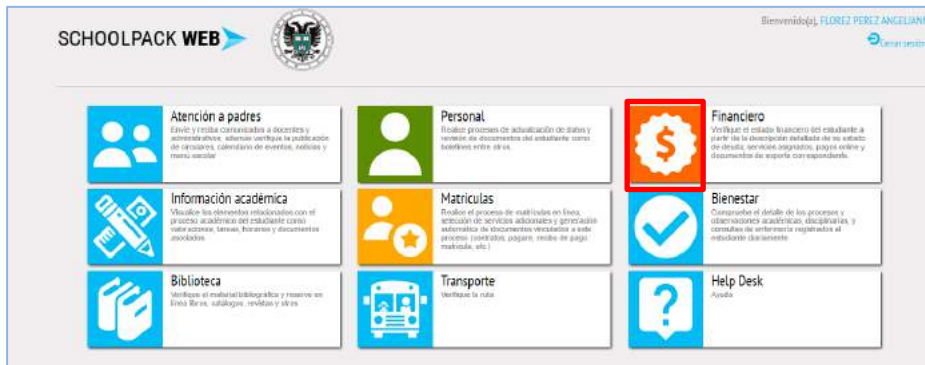 Bienvenido(a), FLOREZ PEREZ ANGELIANN
SCHOOLPACK WEB
Cerrar sesión
Atención a padres
Envíe y reciba comunicados a docentes y
administrativos, además verifique la publicación
de circulares, calendario de eventos, noticias y
menú escolar
Personal
Realice procesos de actualización de datos y
revisión de documentos del estudiante como
boletines entre otros.
Financiero
Verifique el estado financiero del estudiante a
partir de la descripción detallada de su estado
de deuda, servicios asignados, pagos online y
documentos de soporte correspondiente.
Información académica
Visualice los elementos relacionados con el
proceso académico del estudiante como
valoraciones, tareas, horarios y documentos
asociados
Matriculas
Realice el proceso de matrículas en línea,
selección de servicios adicionales y generación
automática de documentos vinculados a este
proceso (contratos, pagare, recibo de pago
matrícula, etc.)
Bienestar
Compruebe el detalle de los procesos y
observaciones académicas, disciplinarias, y
consultas de enfermería registrados al
estudiante diariamente
Biblioteca
Verifique el material bibliográfico y reserve en
línea libros, catálogos, revistas y otros
Transporte
Verifique la ruta
Help Desk
Ayuda